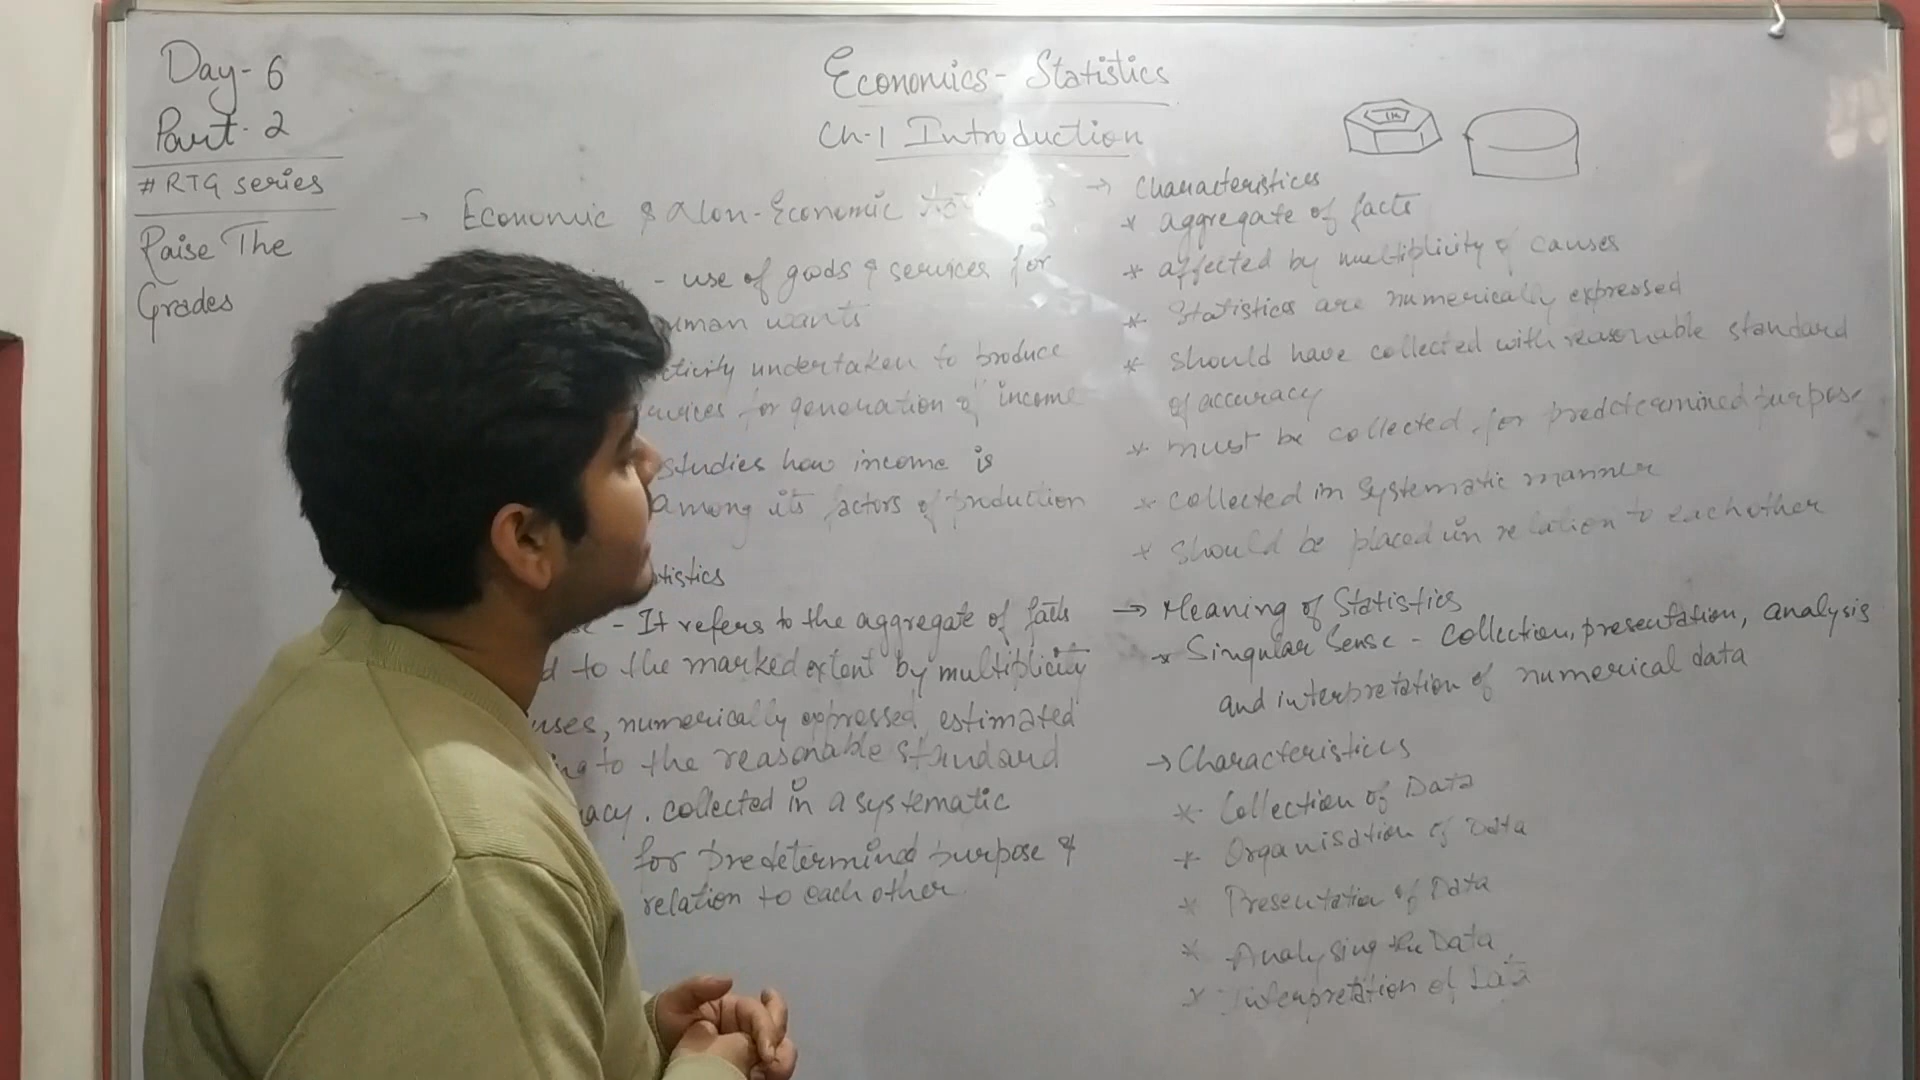 Day-6
Part-2
# RTG series
Raise The
Grades
Economics- Statistics
Ch-1 Introduction
→ Economic & Non-Economic
- use of goods & services for
uman wants
ctivity undertaken to produce
ervices for generation of income
studies how income is
among its factors of production
tistics
se - It refers to the aggregate of facts
d to the marked extent by multiplicity
uses, numerically expressed, estimated
ing to the reasonable standard
acy, collected in a systematic
for predetermined purpose &
relation to each other
→ Characteristics
* aggregate of facts
* affected by multiplicity of causes
* Statistics are numerically expressed
* Should have collected with reasonable standard
of accuracy
* must be collected for predetermined purpose
* collected in systematic manner
* Should be placed in relation to each other
→ Meaning of Statistics
* Singular Sense - Collection, presentation, analysis
and interpretation of numerical data
→ Characteristics
* Collection of Data
* Organisation of Data
* Presentation of Data
* Analysing the Data
* Interpretation of Data